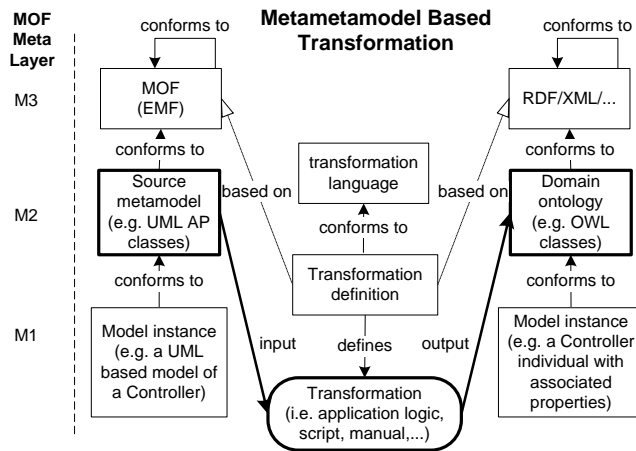 MOF
Meta
Layer
Metametamodel Based
Transformation
conforms to
conforms to
M3
MOF
(EMF)
RDF/XML/...
conforms to
conforms to
transformation
language
based on
based on
M2
Source
metamodel
(e.g. UML AP
classes)
Domain
ontology
(e.g. OWL
classes)
conforms to
Transformation
definition
conforms to
conforms to
M1
Model instance
(e.g. a UML
based model of
a Controller)
input
defines
output
Model instance
(e.g. a Controller
individual with
associated
properties)
Transformation
(i.e. application logic,
script, manual,...)